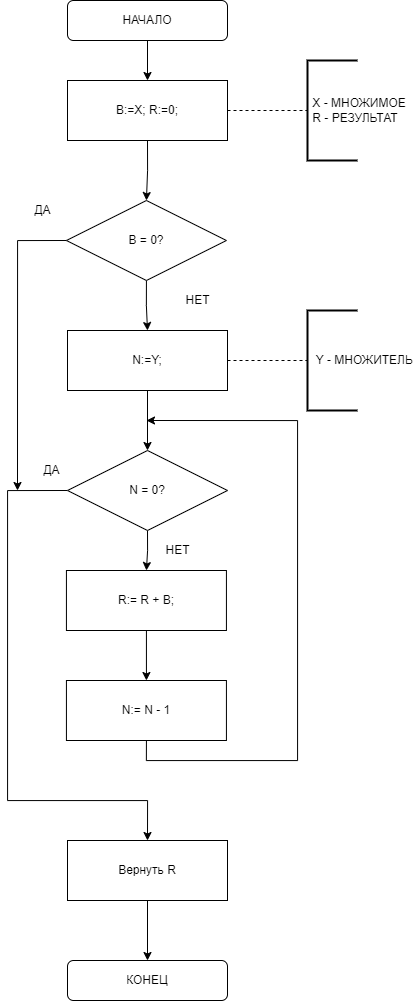 НАЧАЛО
B:=X; R:=0;
X - МНОЖИМОЕ
R - РЕЗУЛЬТАТ
ДА
B = 0?
НЕТ
N:=Y;
Y - МНОЖИТЕЛЬ
ДА
N = 0?
НЕТ
R:= R + B;
N:= N - 1
Вернуть R
КОНЕЦ